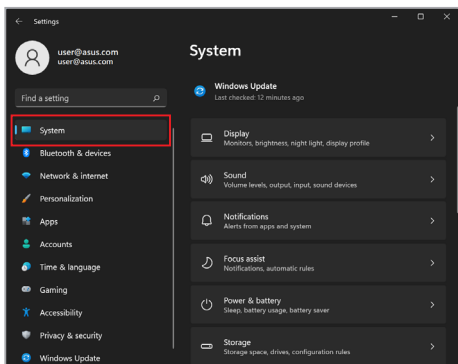 Settings
user@asus.com
user@asus.com
Find a setting
System
Bluetooth & devices
Network & internet
Personalization
Apps
Accounts
Time & language
Gaming
Accessibility
Privacy & security
Windows Update
System
Windows Update
Last checked: 12 minutes ago
Display
Monitors, brightness, night light, display profile
Sound
Volume levels, output, input, sound devices
Notifications
Alerts from apps and system
Focus assist
Notifications, automatic rules
Power & battery
Sleep, battery usage, battery saver
Storage
Storage space, drives, configuration rules